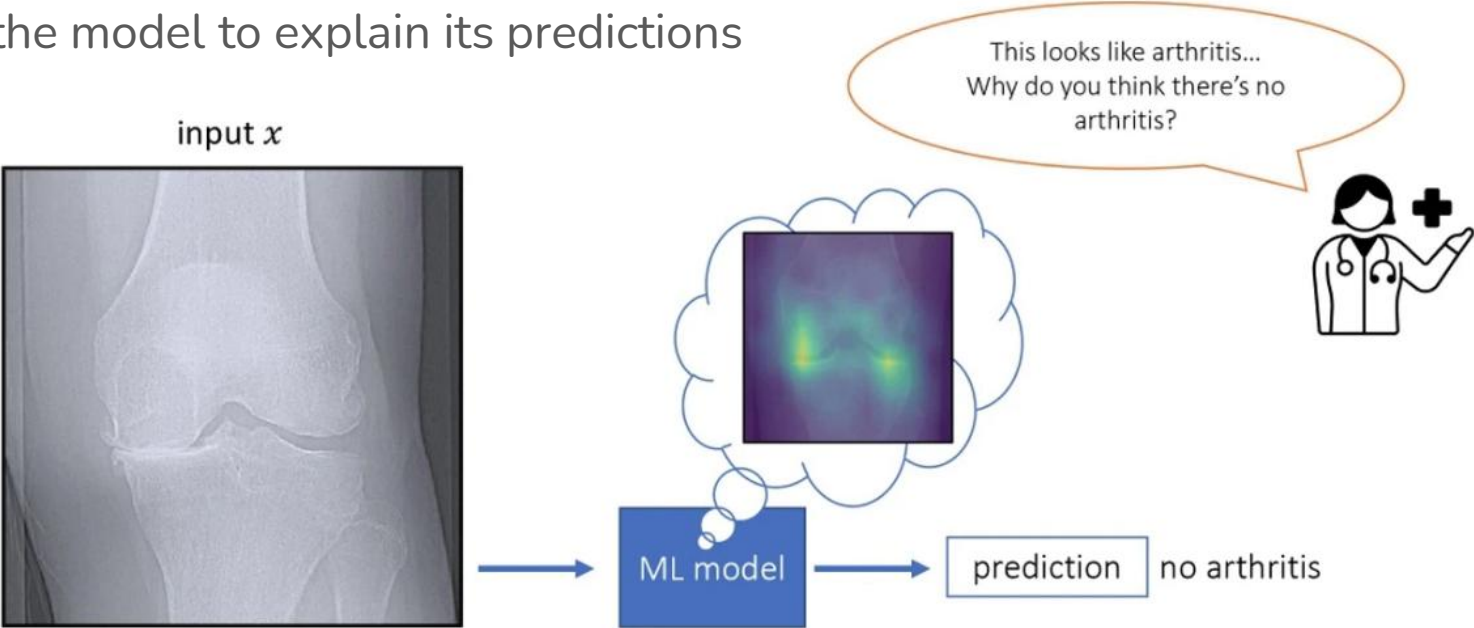 the model to explain its predictions
This looks like arthritis...
Why do you think there's no
arthritis?
input x
ML model
prediction
no arthritis